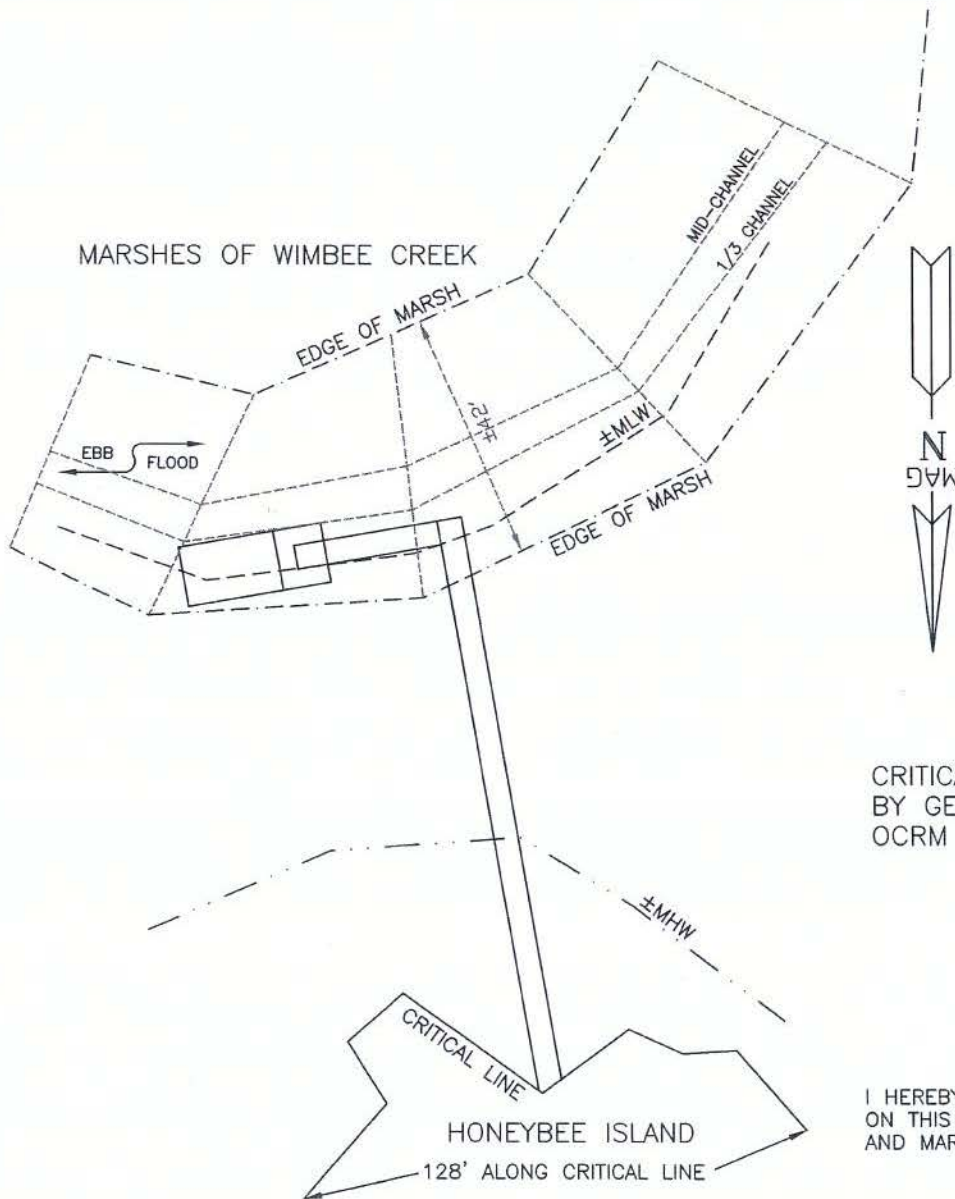 MARSHES OF WIMBEE CREEK
EDGE OF MARSH
MID-CHANNEL
1/3 CHANNEL
±42'
±MLW
EBB
FLOOD
EDGE OF MARSH
N
MAG
CRITICA
BY GE
OCRM
±MHW
CRITICAL LINE
HONEYBEE ISLAND
128' ALONG CRITICAL LINE
I HEREBY
ON THIS
AND MAR